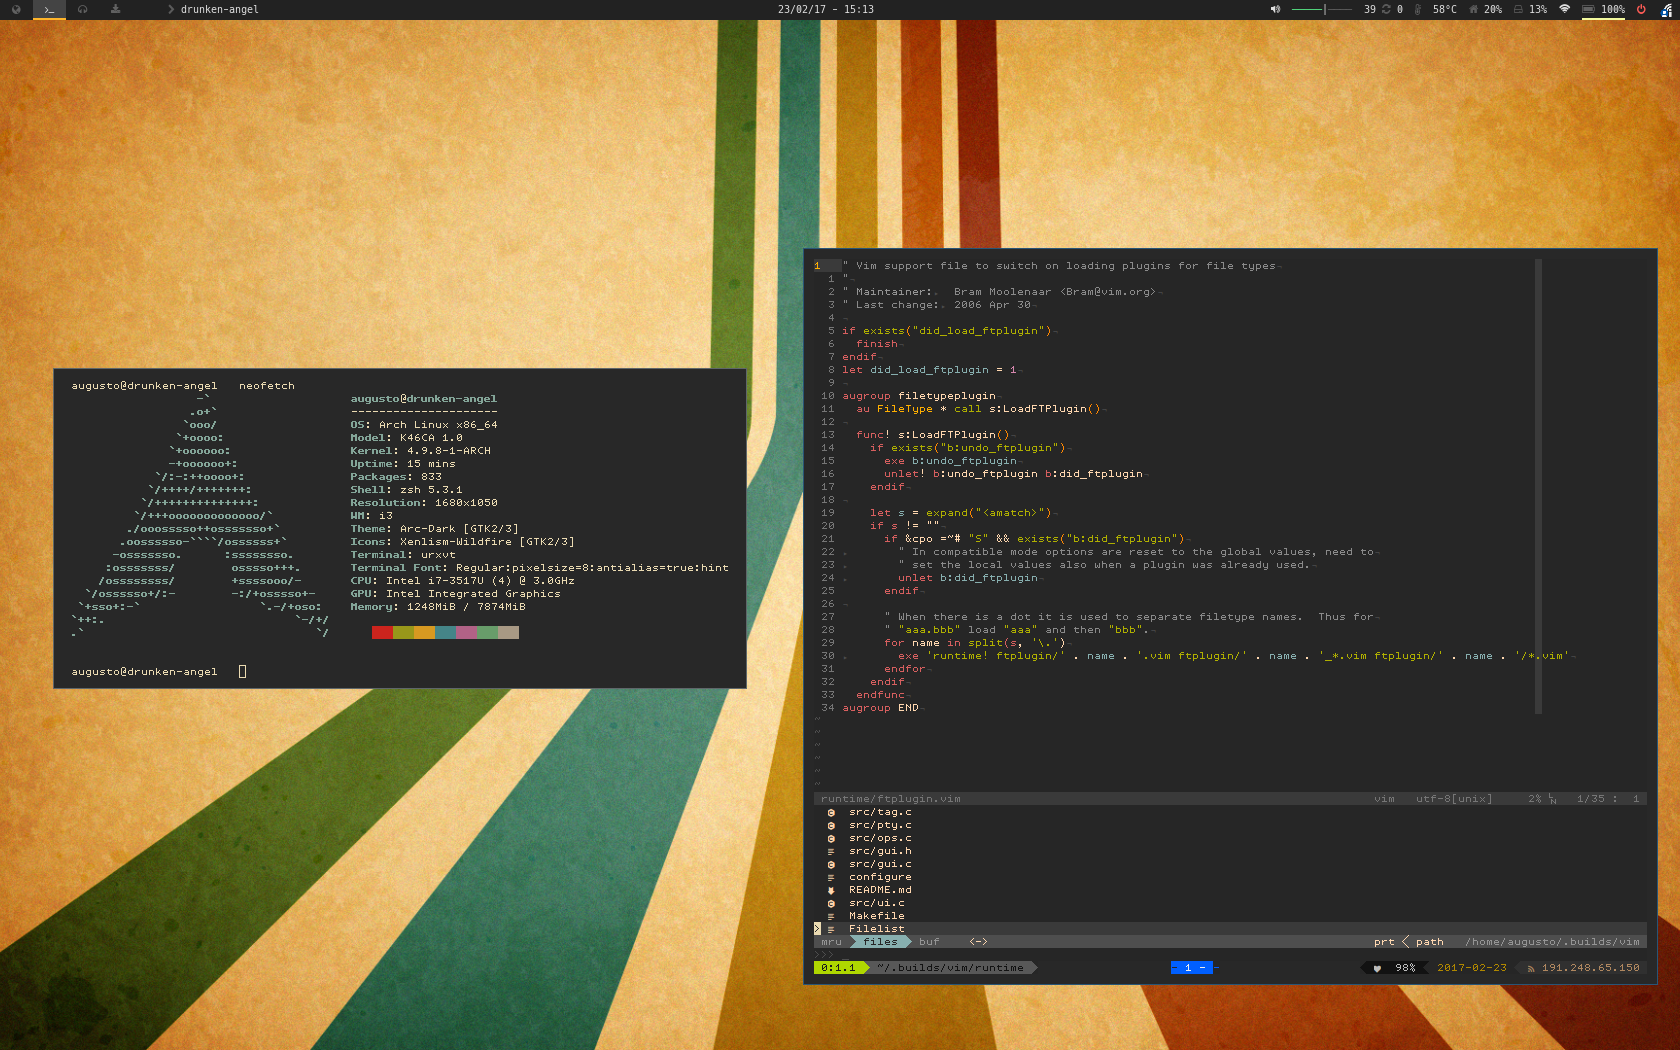 drunken-angel
23/02/17 - 15:13
39 0 58°C 20% 13% 100%
augusto@drunken-angel neofetch
augusto@drunken-angel
---------------------
OS: Arch Linux x86_64
Model: K46CA 1.0
Kernel: 4.9.8-1-ARCH
Uptime: 15 mins
Packages: 833
Shell: zsh 5.3.1
Resolution: 1680x1050
WM: i3
Theme: Arc-Dark [GTK2/3]
Icons: Xenlism-Wildfire [GTK2/3]
Terminal: urxvt
Terminal Font: Regular:pixelsize=8:antialias=true:hint
CPU: Intel i7-3517U (4) @ 3.0GHz
GPU: Intel Integrated Graphics
Memory: 1248MiB / 7874MiB
augusto@drunken-angel
1 " Vim support file to switch on loading plugins for file types
1 "
2 " Maintainer: Bram Moolenaar <Bram@vim.org>
3 " Last change: 2006 Apr 30
4
5 if exists("did_load_ftplugin")
6 finish
7 endif
8 let did_load_ftplugin = 1
9
10 augroup filetypeplugin
11 au FileType * call s:LoadFTPlugin()
12
13 func! s:LoadFTPlugin()
14 if exists("b:undo_ftplugin")
15 exe b:undo_ftplugin
16 unlet! b:undo_ftplugin b:did_ftplugin
17 endif
18
19 let s = expand("<amatch>")
20 if s != ""
21 if &cpo =~# "S" && exists("b:did_ftplugin")
22 " In compatible mode options are reset to the global values, need to
23 " set the local values also when a plugin was already used.
24 unlet b:did_ftplugin
25 endif
26
27 " When there is a dot it is used to separate filetype names. Thus for
28 " "aaa.bbb" load "aaa" and then "bbb".
29 for name in split(s, '\.')
30 exe 'runtime! ftplugin/' . name . '.vim ftplugin/' . name . '_*.vim ftplugin/' . name . '/*.vim'
31 endfor
32 endif
33 endfunc
34 augroup END
~
~
~
~
~
~
runtime/ftplugin.vim vim utf-8[unix] 2% 1/35 : 1
src/tag.c
src/pty.c
src/ops.c
src/gui.h
src/gui.c
configure
README.md
src/ui.c
Makefile
> Filelist
mru files buf <-> prt path /home/augusto/.builds/vim
>>> _
0:1.1 ~/.builds/vim/runtime - 1 - 98% 2017-02-23 191.248.65.150